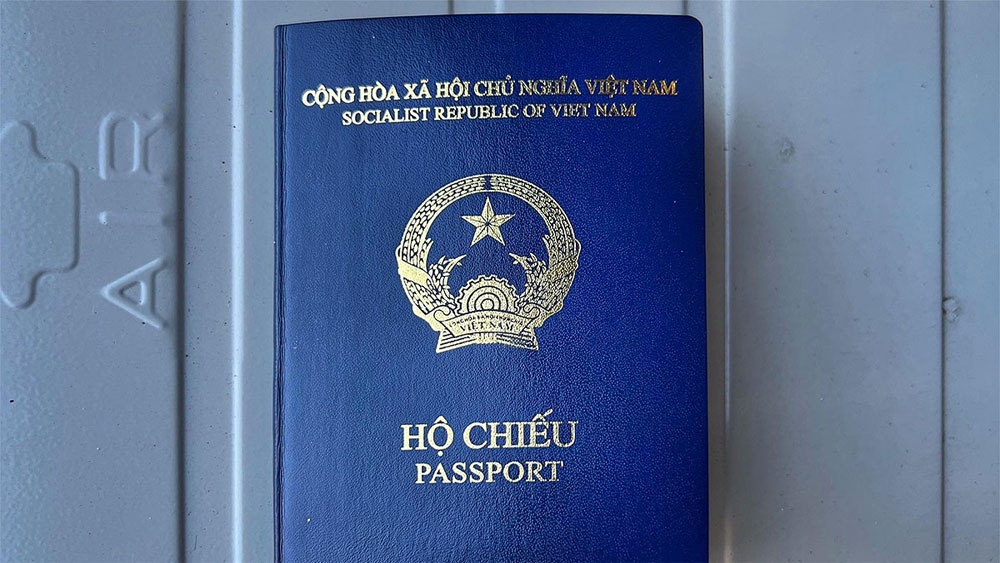 CỘNG HÒA XÃ HỘI CHỦ NGHĨA VIỆT NAM
SOCIALIST REPUBLIC OF VIET NAM
VIỆT NAM
HỘ CHIẾU
PASSPORT
AIR